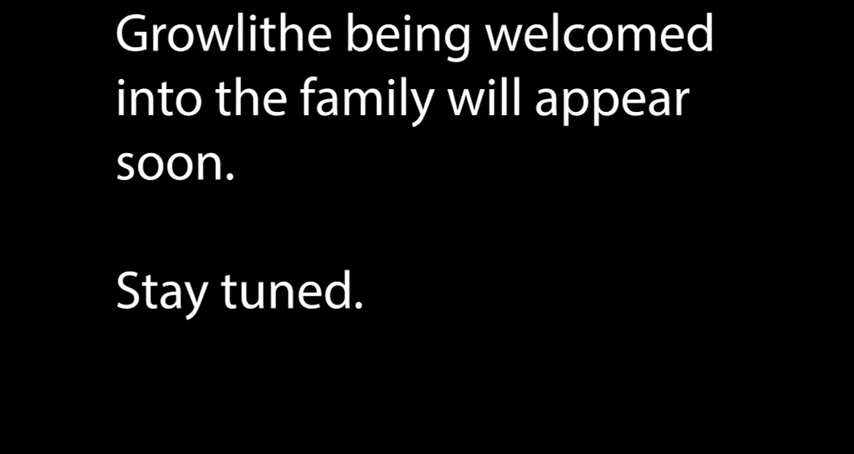 Growlithe being welcomed
into the family will appear
soon.
Stay tuned.